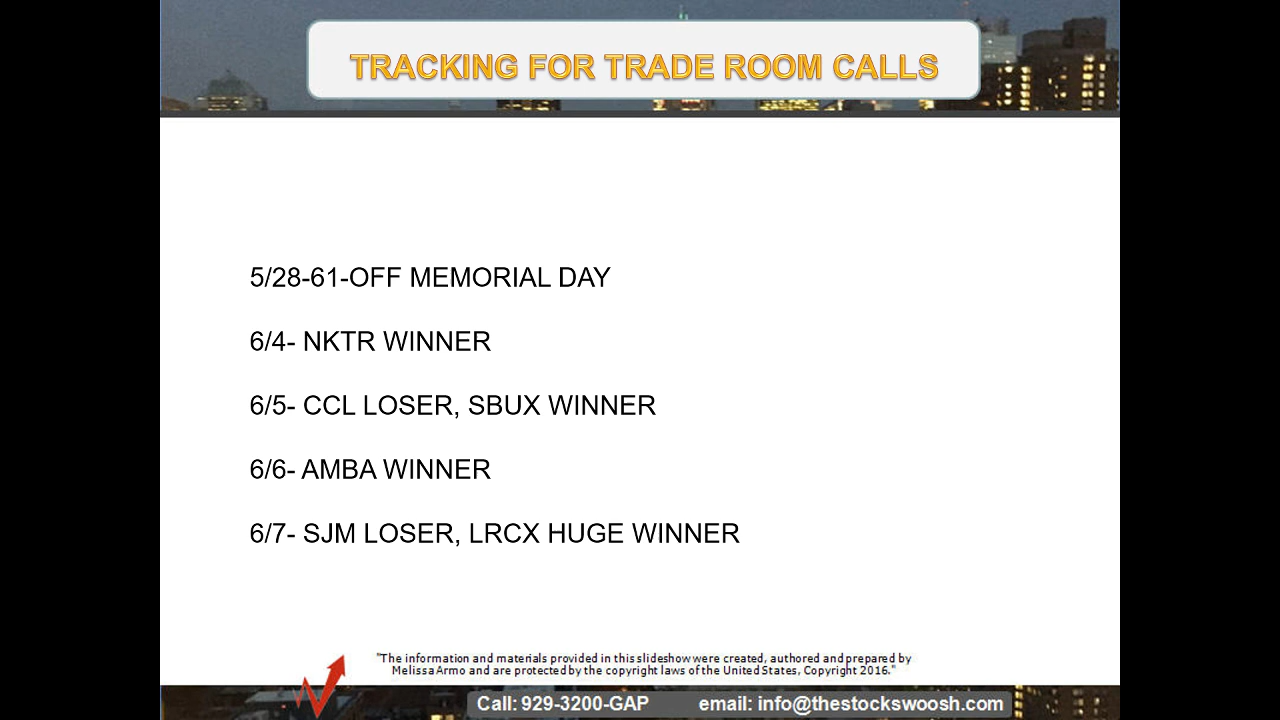 TRACKING FOR TRADE ROOM CALLS
5/28-61-OFF MEMORIAL DAY
6/4- NKTR WINNER
6/5- CCL LOSER, SBUX WINNER
6/6- AMBA WINNER
6/7- SJM LOSER, LRCX HUGE WINNER
"The information and materials provided in this slideshow were created, authored and prepared by
Melissa Armo and are protected by the copyright laws of the United States, Copyright 2016."
Call: 929-3200-GAP email: info@thestockswoosh.com